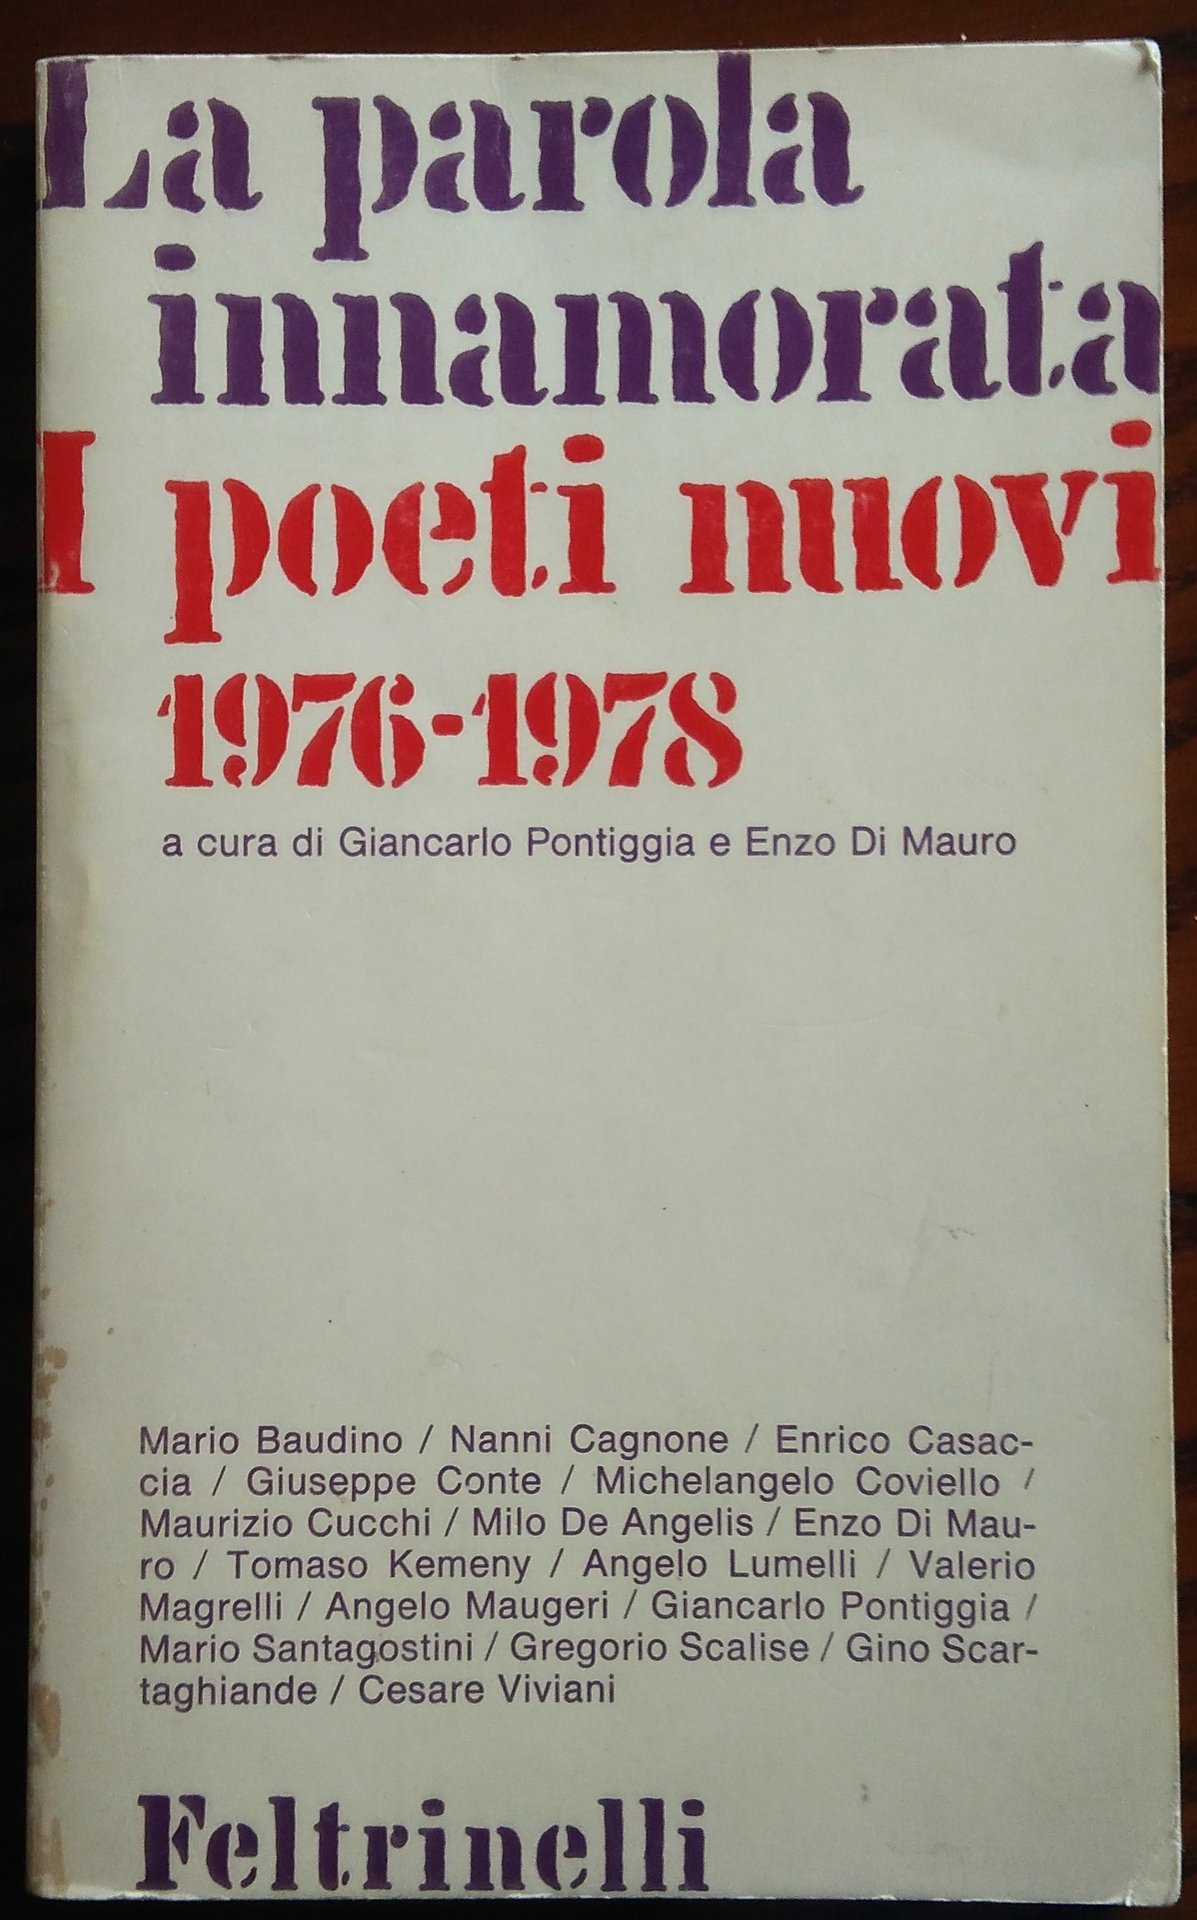 La parola
innamorata
I poeti nuovi
1976-1978
a cura di Giancarlo Pontiggia e Enzo Di Mauro
Mario Baudino / Nanni Cagnone / Enrico Casac-
cia / Giuseppe Conte / Michelangelo Coviello /
Maurizio Cucchi / Milo De Angelis / Enzo Di Mau-
ro / Tomaso Kemeny / Angelo Lumelli / Valerio
Magrelli / Angelo Maugeri / Giancarlo Pontiggia /
Mario Santagostini / Gregorio Scalise / Gino Scar-
taghiande / Cesare Viviani
Feltrinelli